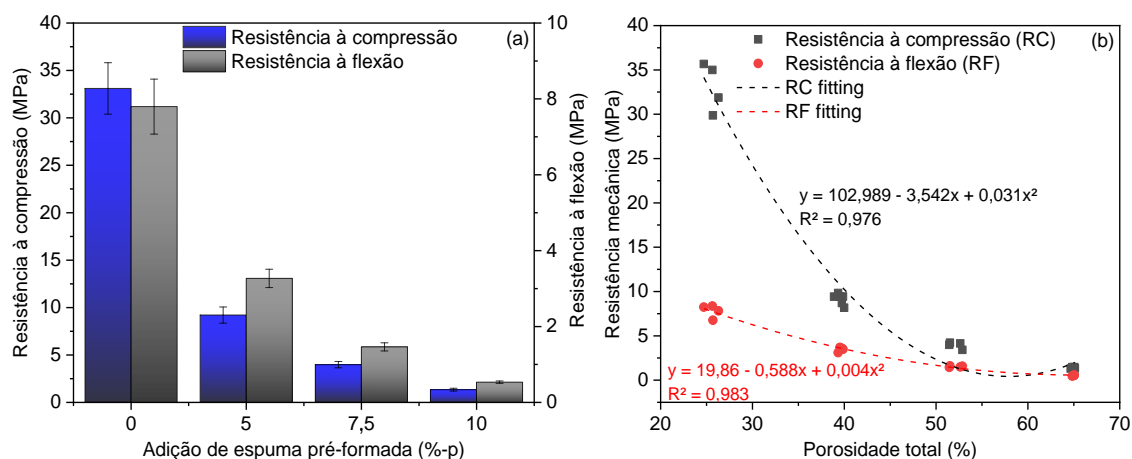 Resistência à compressão
Resistência à flexão
(a)
Resistência à compressão (MPa)
40
35
30
25
20
15
10
5
0
10
8
6
4
2
0
Resistência à flexão (MPa)
0
5
7,5
10
Adição de espuma pré-formada (%-p)
(b)
Resistência à compressão (RC)
Resistência à flexão (RF)
RC fitting
RF fitting
Resistência mecânica (MPa)
40
35
30
25
20
15
10
5
0
y = 102,989 - 3,542x + 0,031x²
R² = 0,976
y = 19,86 - 0,588x + 0,004x²
R² = 0,983
20
30
40
50
60
70
Porosidade total (%)